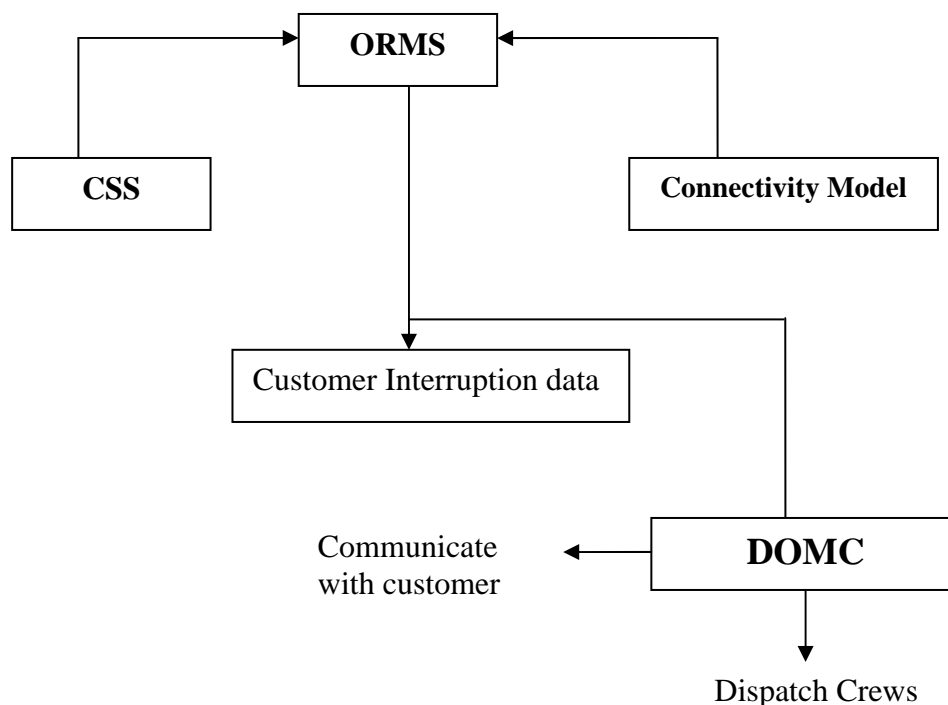 ORMS
CSS
Connectivity Model
Customer Interruption data
DOMC
Communicate
with customer
Dispatch Crews